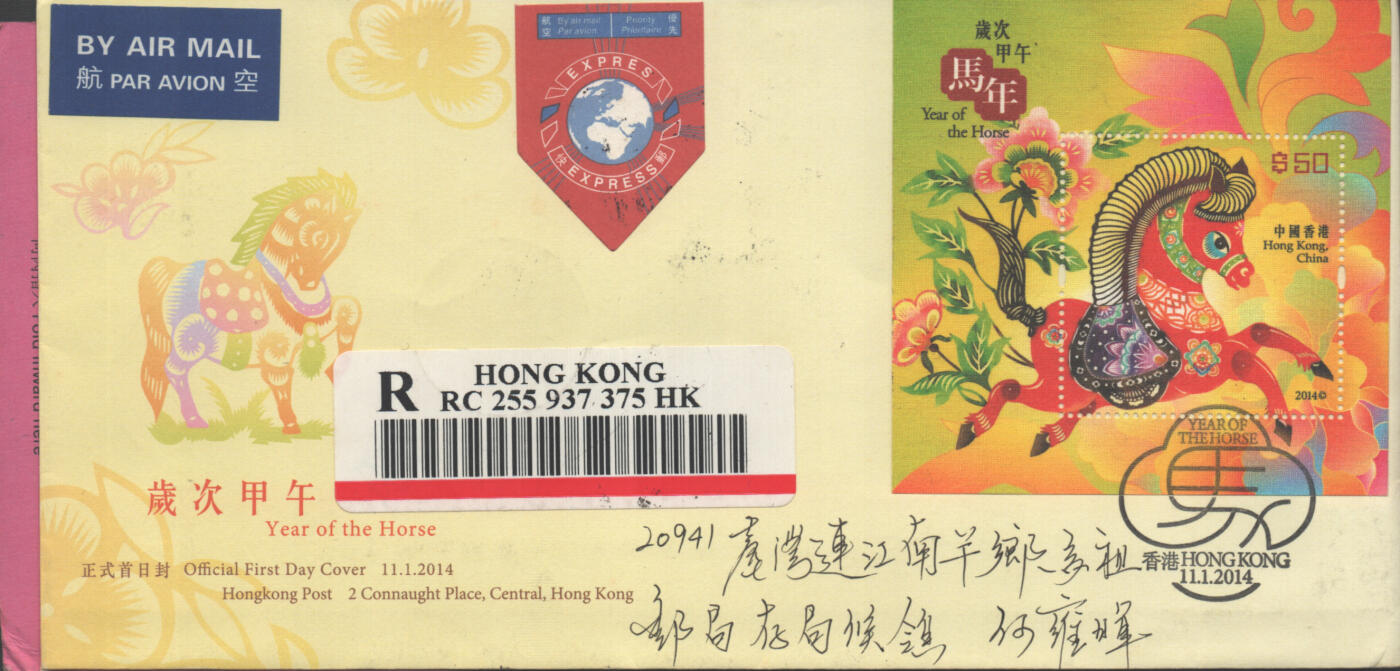 BY AIR MAIL
航 PAR AVION 空
航空 By air mail Par avion
Priority Prioritaire 優先
EXPRES
快 EXPRESS 郵
歲次
甲午
馬年
Year of
the Horse
$50
中國香港
Hong Kong,
China
2014©
R HONG KONG
RC 255 937 375 HK
歲次甲午
Year of the Horse
正式首日封 Official First Day Cover 11.1.2014
Hongkong Post 2 Connaught Place, Central, Hong Kong
YEAR OF
THE HORSE
馬
香港 HONG KONG
11.1.2014
20941 臺灣連江南竿鄉
郵局存局候領 何雍